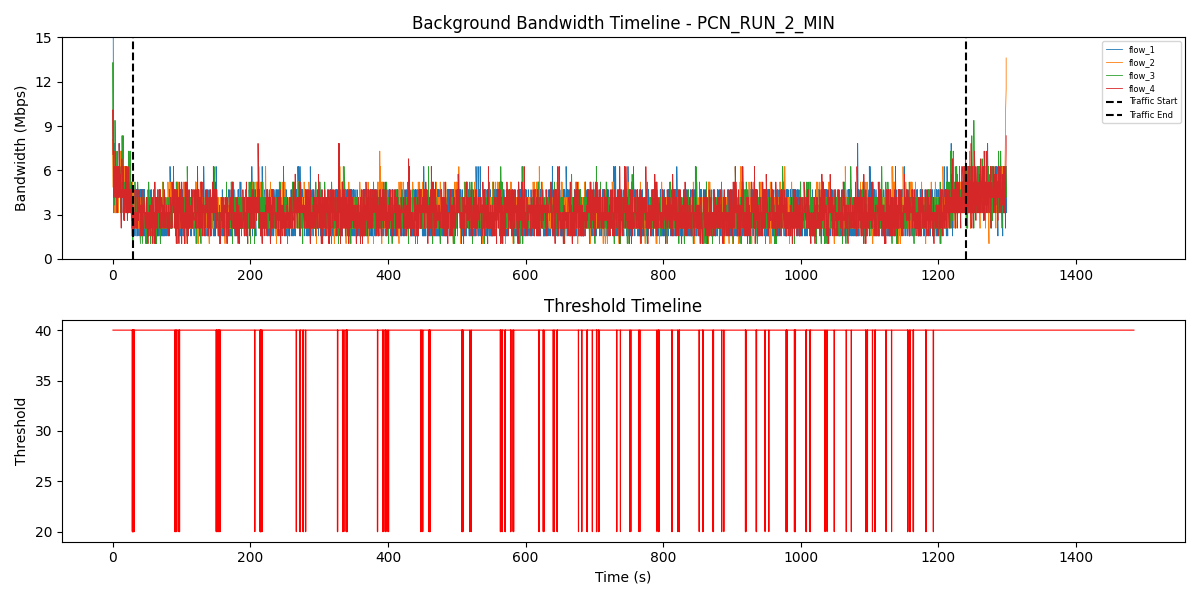 Background Bandwidth Timeline - PCN_RUN_2_MIN
Bandwidth (Mbps)
15
12
9
6
3
0
flow_1
flow_2
flow_3
flow_4
Traffic Start
Traffic End
0 200 400 600 800 1000 1200 1400
Threshold Timeline
Threshold
40
35
30
25
20
0 200 400 600 800 1000 1200 1400
Time (s)